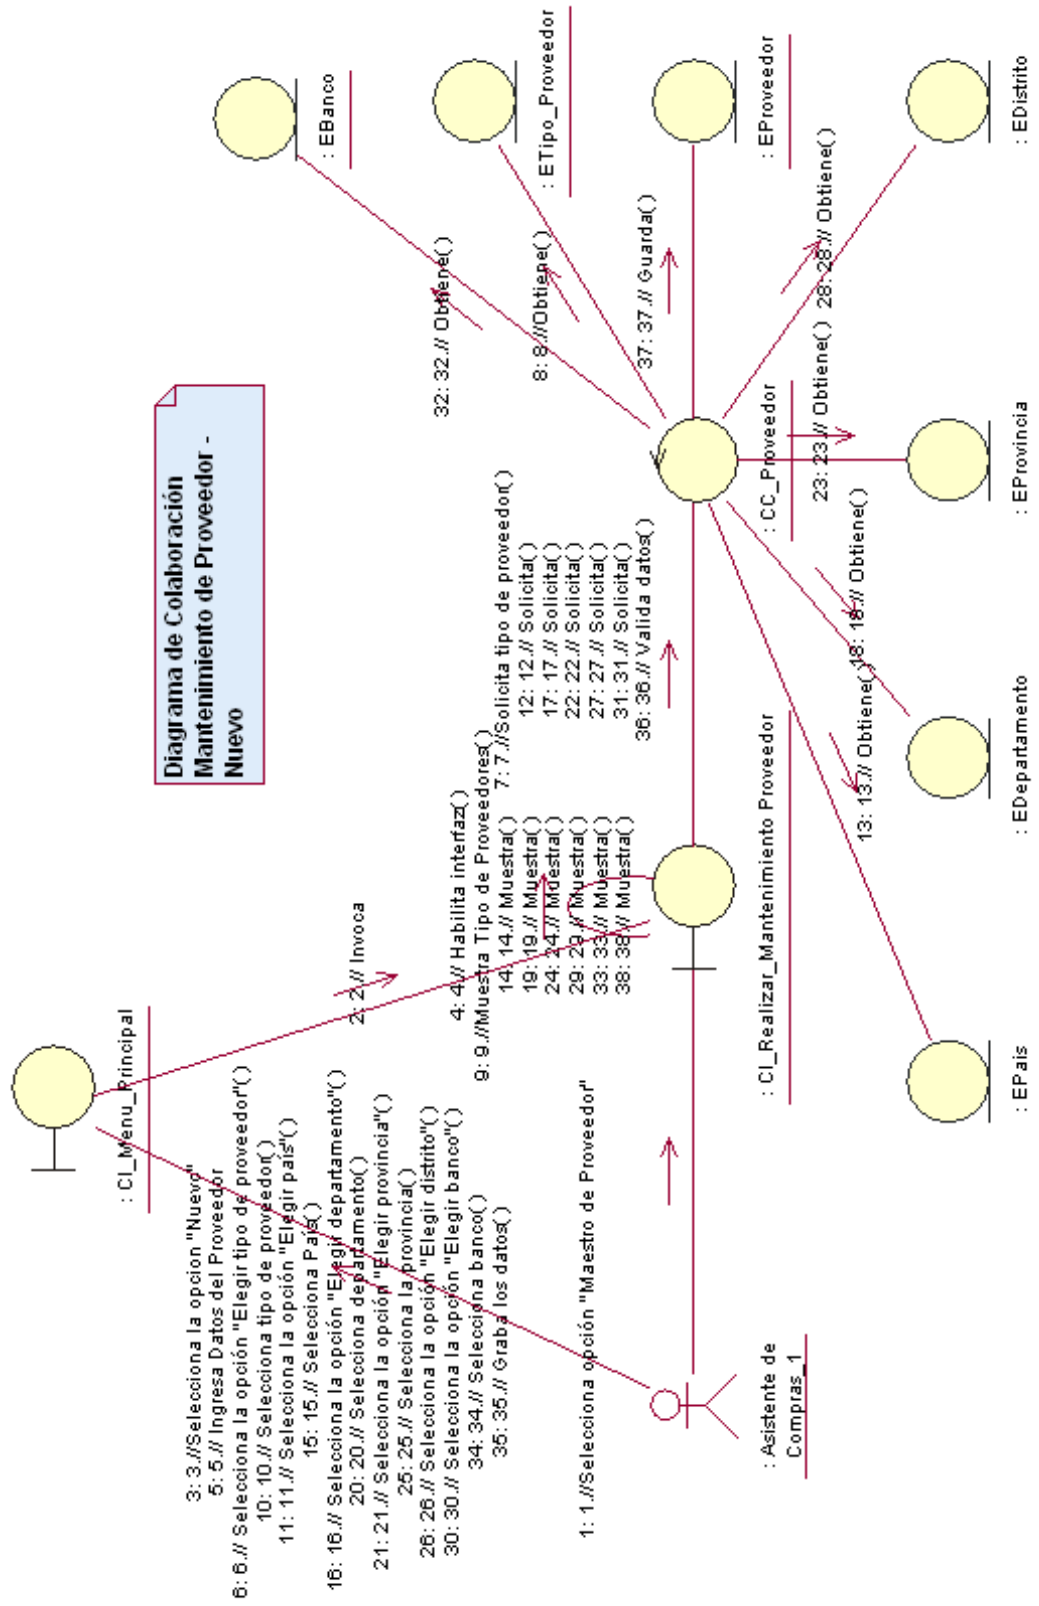 Diagrama de Colaboración
Mantenimiento de Proveedor -
Nuevo
: CI_Menu_Principal
3: 3.//Selecciona la opcion "Nuevo"
5: 5.// Ingresa Datos del Proveedor
6: 6.// Selecciona la opción "Elegir tipo de proveedor"()
10: 10.// Selecciona tipo de proveedor()
11: 11.// Selecciona la opción "Elegir país"()
15: 15.// Selecciona País()
16: 16.// Selecciona la opción "Elegir departamento"()
20: 20.// Selecciona departamento()
21: 21.// Selecciona la opción "Elegir provincia"()
25: 25.// Selecciona la provincia()
26: 26.// Selecciona la opción "Elegir distrito"()
30: 30.// Selecciona la opción "Elegir banco"()
34: 34.// Selecciona banco()
35: 35.// Graba los datos()
1: 1.//Selecciona opción "Maestro de Proveedor"
: Asistente de
Compras_1
2: 2.// Invoca
4: 4.// Habilita interfaz()
9: 9.//Muestra Tipo de Proveedores()
14: 14.// Muestra()
19: 19.// Muestra()
24: 24.// Muestra()
29: 29.// Muestra()
33: 33.// Muestra()
38: 38.// Muestra()
: CI_Realizar_Mantenimiento Proveedor
7: 7.//Solicita tipo de proveedor()
12: 12.// Solicita()
17: 17.// Solicita()
22: 22.// Solicita()
27: 27.// Solicita()
31: 31.// Solicita()
36: 36.//Valida datos()
: CC_Proveedor
32: 32.// Obtiene()
8: 8.//Obtiene()
37: 37.// Guarda()
28: 28.// Obtiene()
23: 23.// Obtiene()
18: 18.// Obtiene()
13: 13.// Obtiene()
: EBanco
: ETipo_Proveedor
: EProveedor
: EDistrito
: EProvincia
: EDepartamento
: EPais